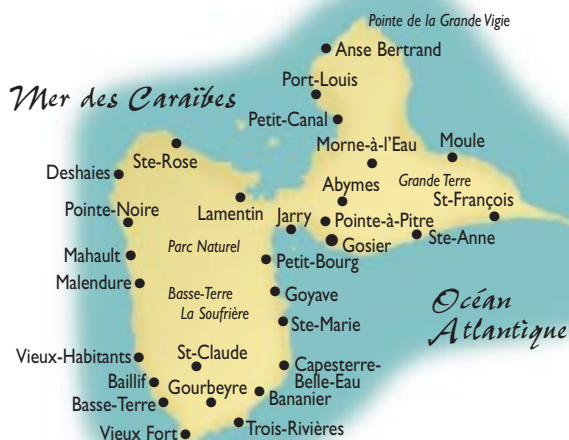 Pointe de la Grande Vigie
Anse Bertrand
Port-Louis
Mer des Caraïbes
Petit-Canal
Morne-à-l'Eau
Moule
Ste-Rose
Deshaies
Abymes
Grande Terre
St-François
Lamentin
Pointe-Noire
Jarry
Pointe-à-Pitre
Ste-Anne
Gosier
Parc Naturel
Mahault
Petit-Bourg
Malendure
Basse-Terre
La Soufrière
Goyave
Océan
Atlantique
Ste-Marie
Vieux-Habitants
St-Claude
Capesterre-
Belle-Eau
Baillif
Gourbeyre
Bananier
Basse-Terre
Trois-Rivières
Vieux Fort